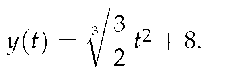 y(t) = ∛(3/2) t² + 8.